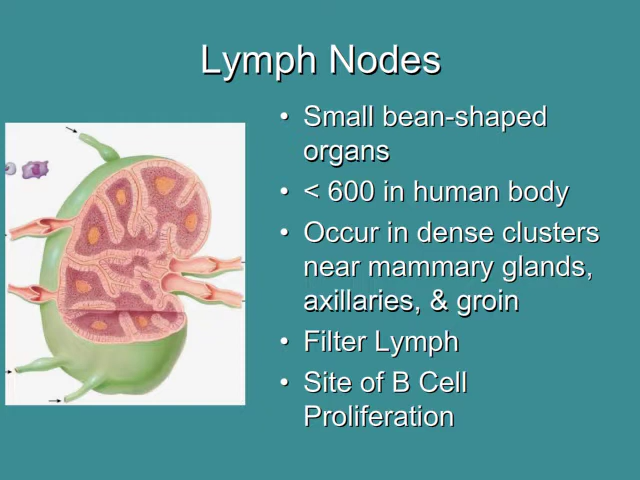 Lymph Nodes
• Small bean-shaped
organs
• < 600 in human body
• Occur in dense clusters
near mammary glands,
axillaries, & groin
• Filter Lymph
• Site of B Cell
Proliferation